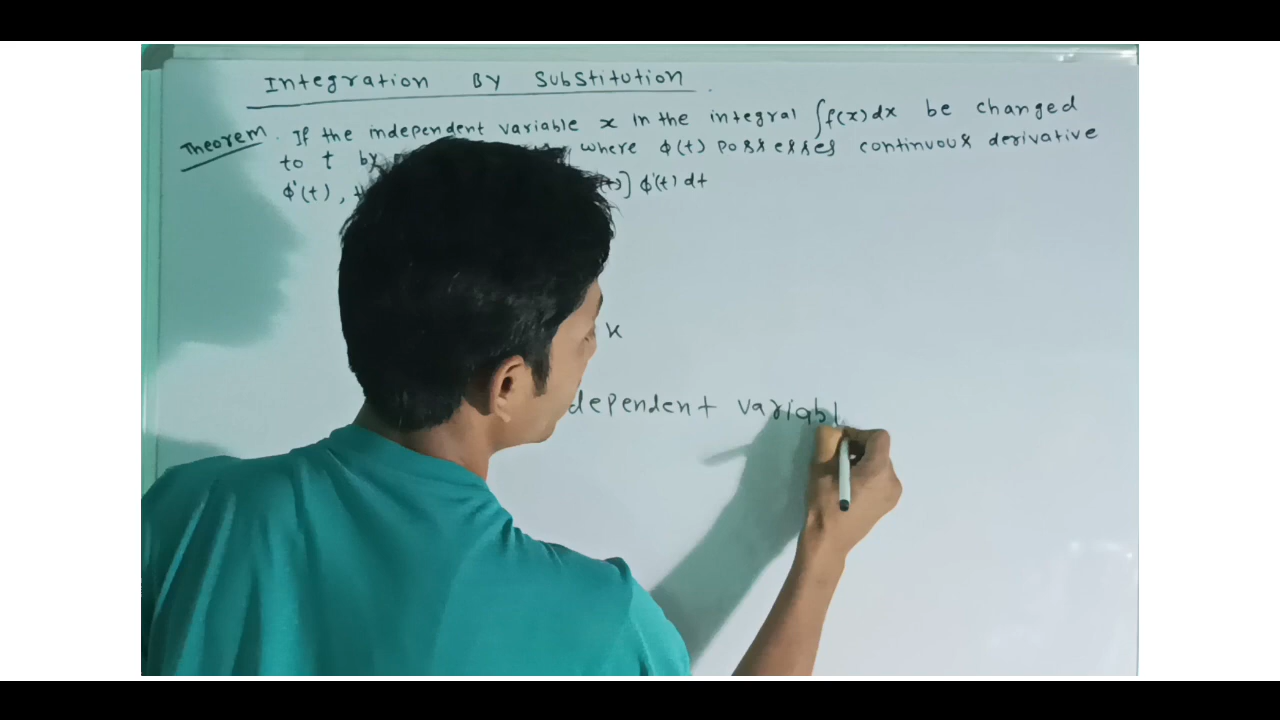 Integration By Substitution
Theorem. If the independent variable x in the integral ∫f(x)dx be changed
to t by where ϕ(t) possesses continuous derivative
ϕ'(t), (t)] ϕ'(t) dt
x
dependent variabl